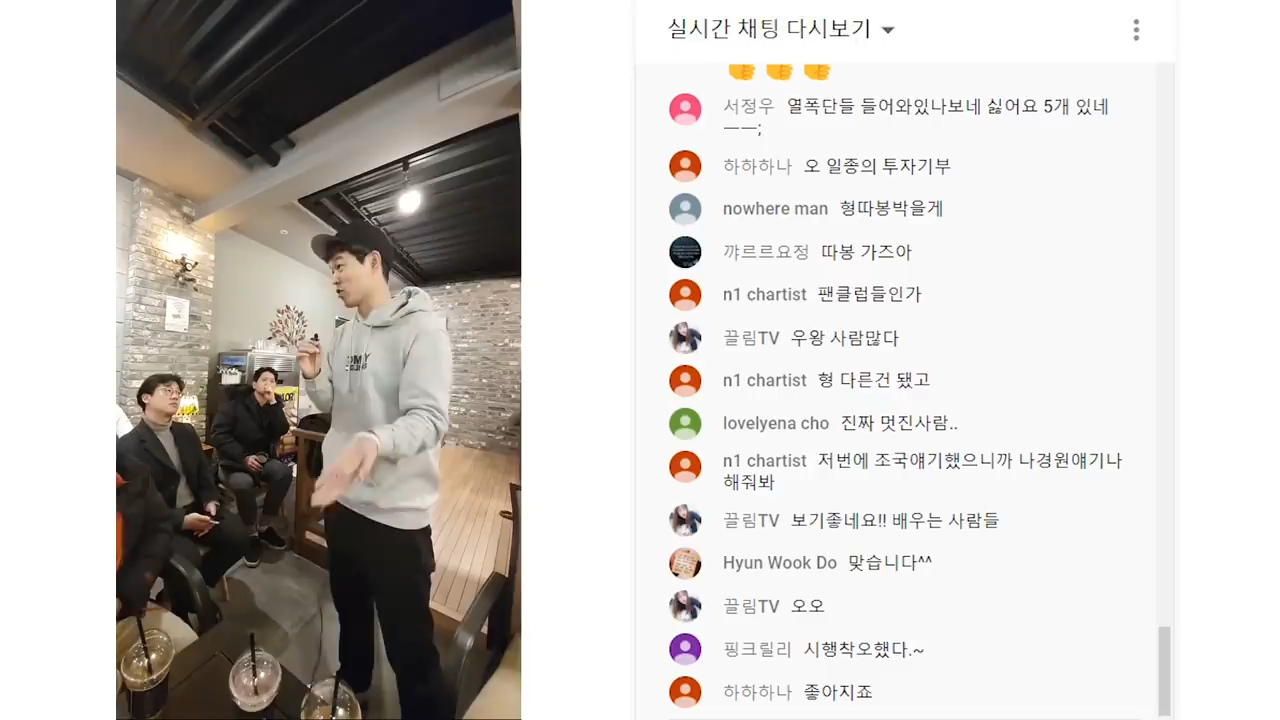 실시간 채팅 다시보기
서정우 열폭단들 들어와있나보네 싫어요 5개 있네
ㅡㅡ;
하하하나 오 일종의 투자기부
nowhere man 형따봉박을게
꺄르르요정 따봉 가즈아
n1 chartist 팬클럽들인가
끌림TV 우왕 사람많다
n1 chartist 형 다른건 됐고
lovelyena cho 진짜 멋진사람..
n1 chartist 저번에 조국얘기했으니까 나경원얘기나
해줘봐
끌림TV 보기좋네요!! 배우는 사람들
Hyun Wook Do 맞습니다^^
끌림TV 오오
핑크릴리 시행착오했다.~
하하하나 좋아지죠